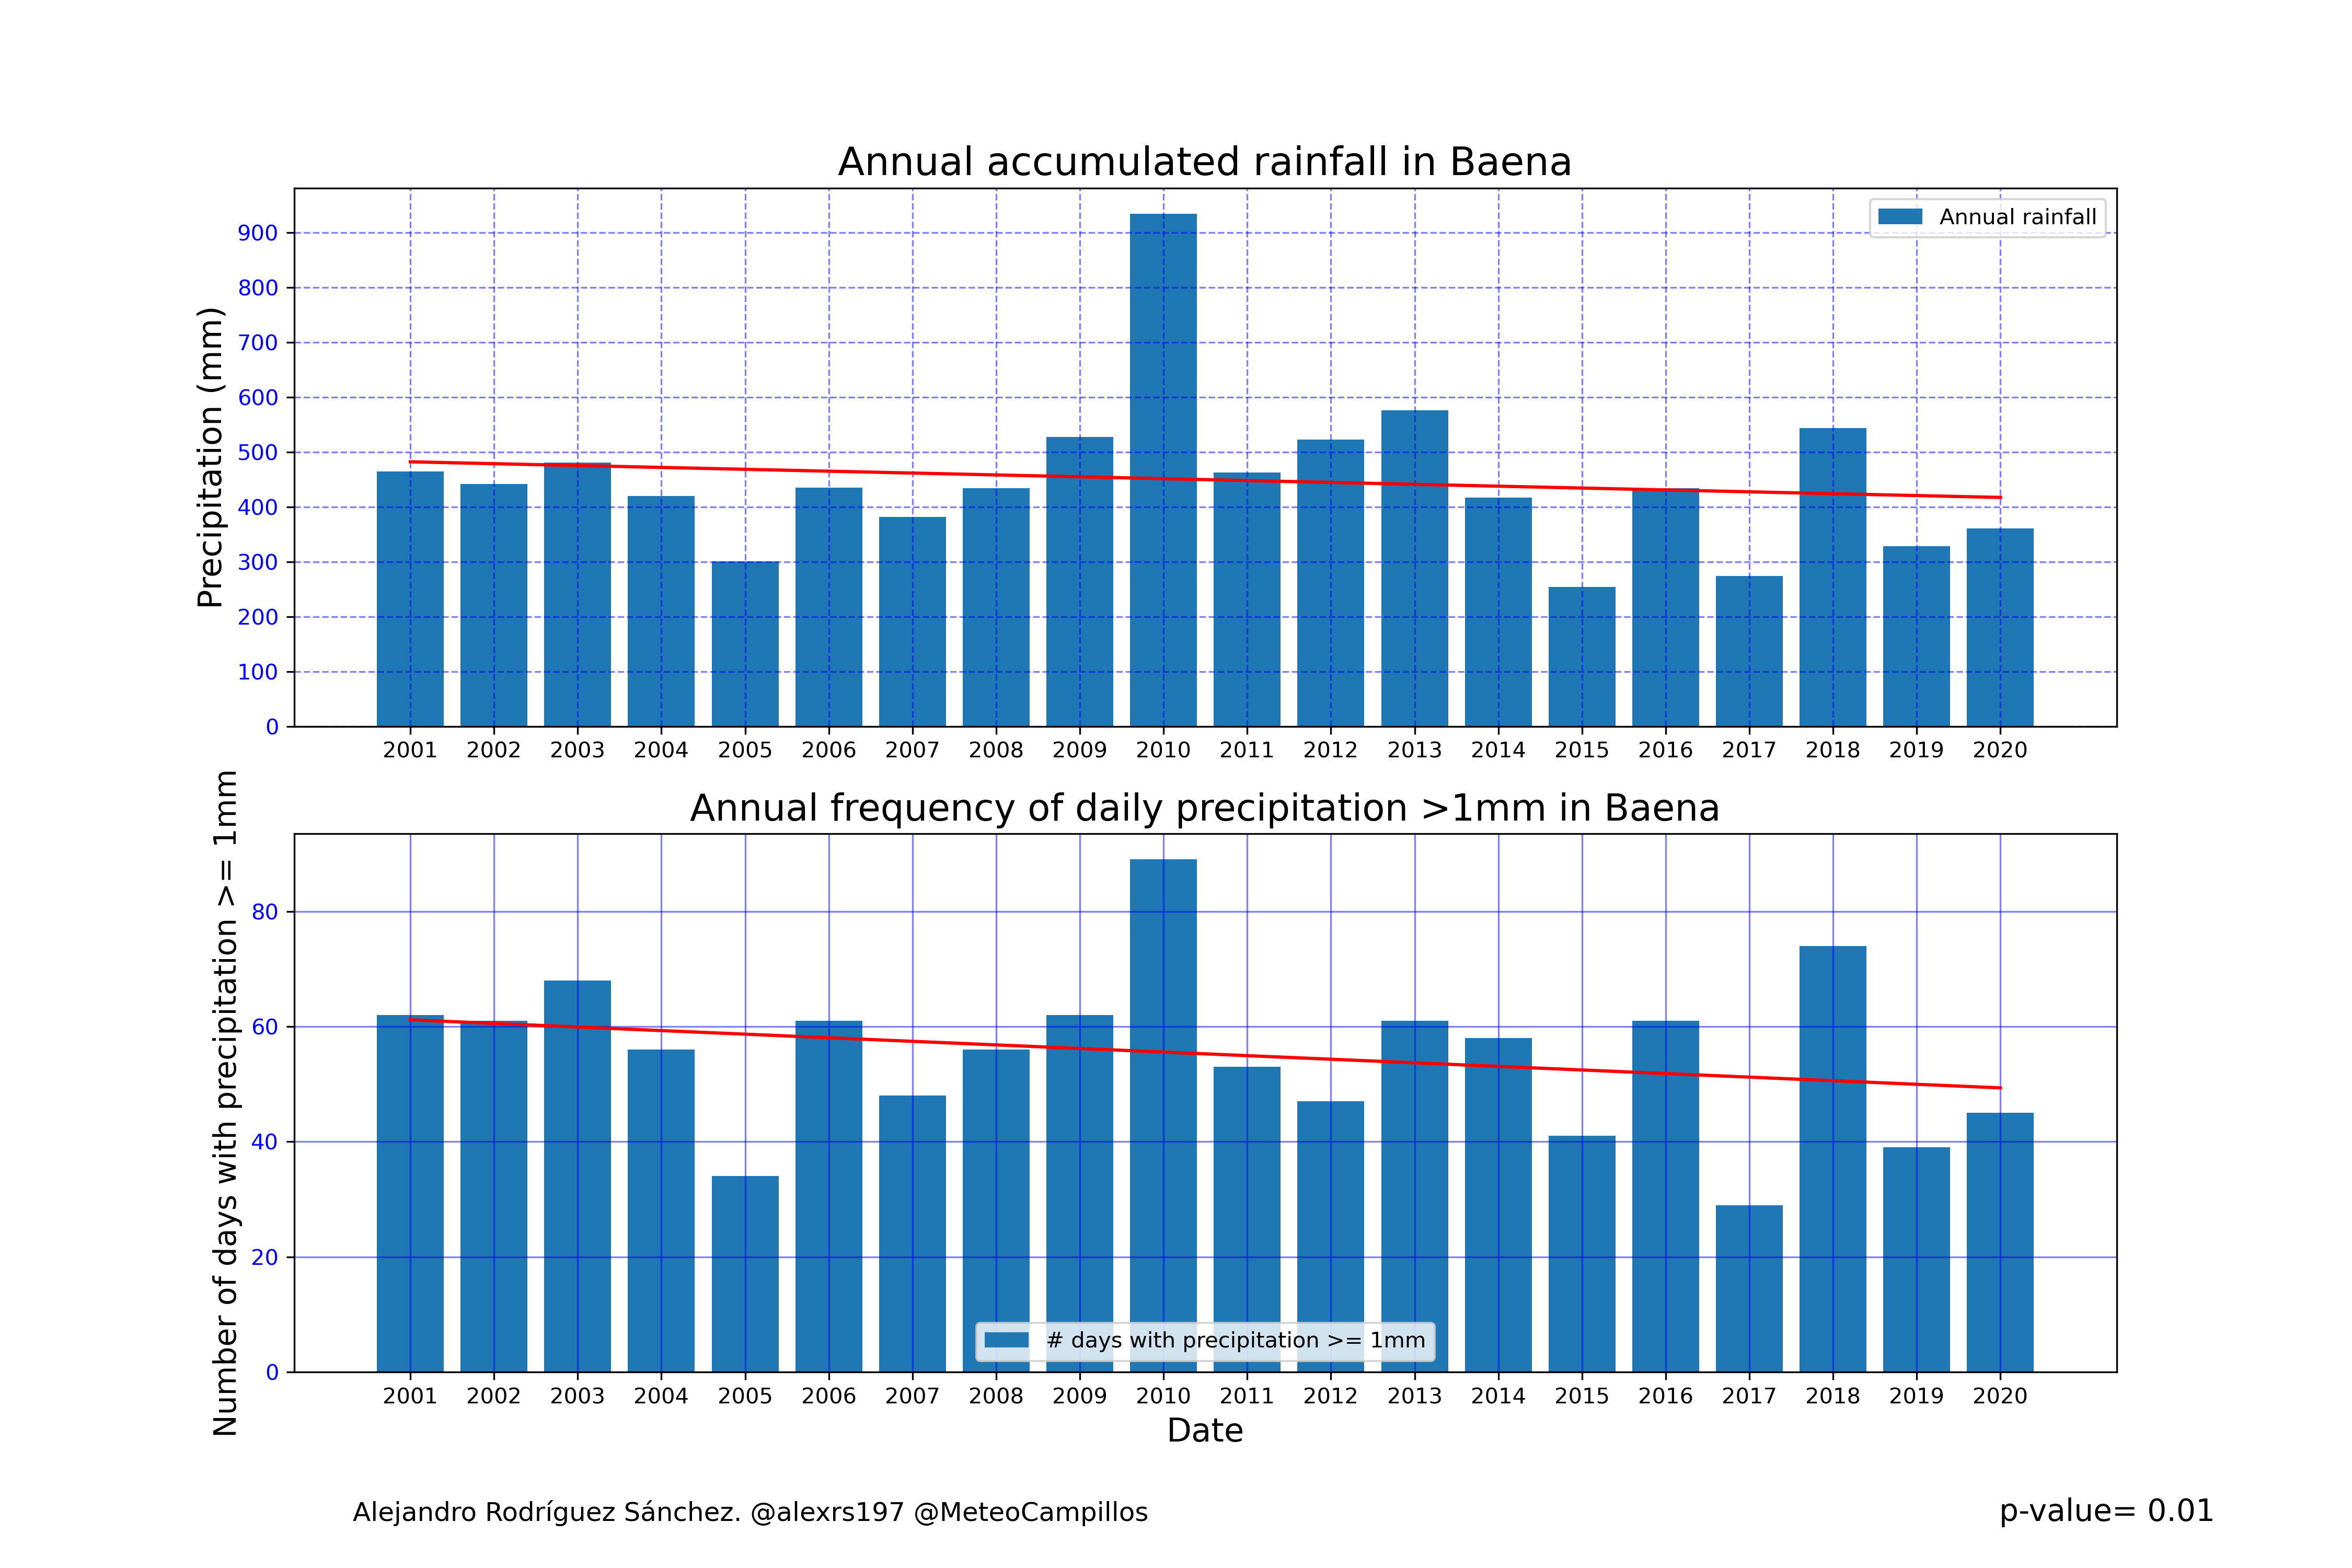 Annual accumulated rainfall in Baena
Precipitation (mm)
900
800
700
600
500
400
300
200
100
0
Annual rainfall
2001 2002 2003 2004 2005 2006 2007 2008 2009 2010 2011 2012 2013 2014 2015 2016 2017 2018 2019 2020
Annual frequency of daily precipitation >1mm in Baena
Number of days with precipitation >= 1mm
80
60
40
20
0
# days with precipitation >= 1mm
2001 2002 2003 2004 2005 2006 2007 2008 2009 2010 2011 2012 2013 2014 2015 2016 2017 2018 2019 2020
Date
Alejandro Rodríguez Sánchez. @alexrs197 @MeteoCampillos
p-value= 0.01